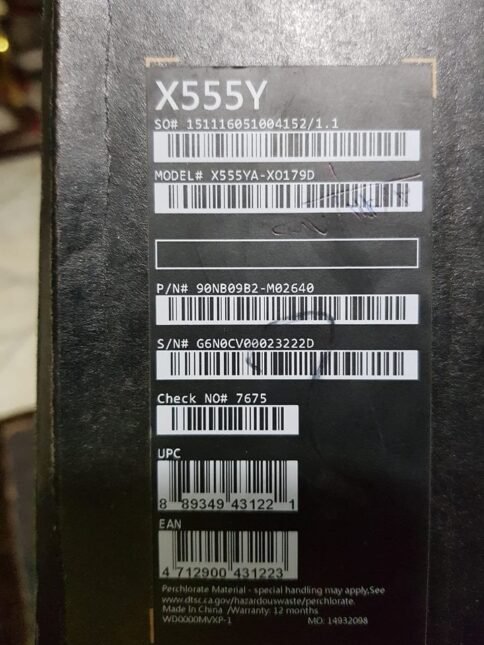 X555Y
SO# 151116051004152/1.1
MODEL# X555YA-XO179D
P/N# 90NB09B2-M02640
S/N# G6N0CV00023222D
Check NO# 7675
UPC
8 89349 43122 1
EAN
4 712900 431223
Perchlorate Material - special handling may apply,See
www.dtsc.ca.gov/hazardouswaste/perchlorate.
Made In China /Warranty: 12 months
WD0000MVXP-1 MO: 14932098